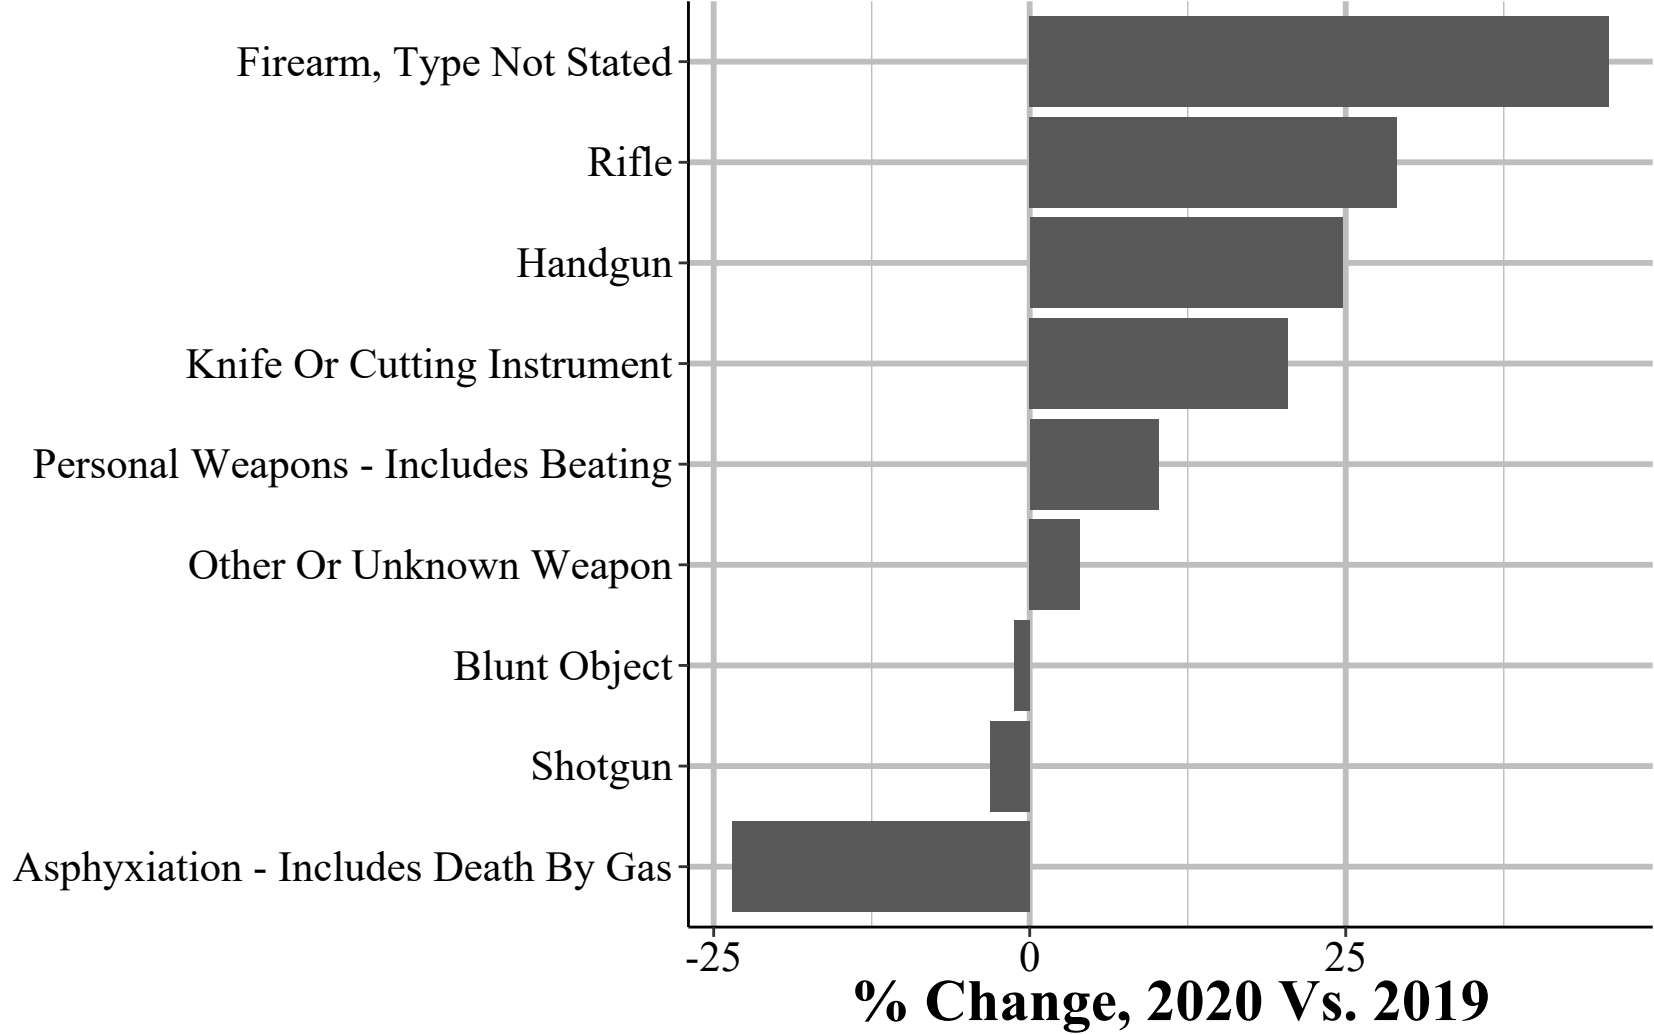 Firearm, Type Not Stated
Rifle
Handgun
Knife Or Cutting Instrument
Personal Weapons - Includes Beating
Other Or Unknown Weapon
Blunt Object
Shotgun
Asphyxiation - Includes Death By Gas
-25 0 25
% Change, 2020 Vs. 2019